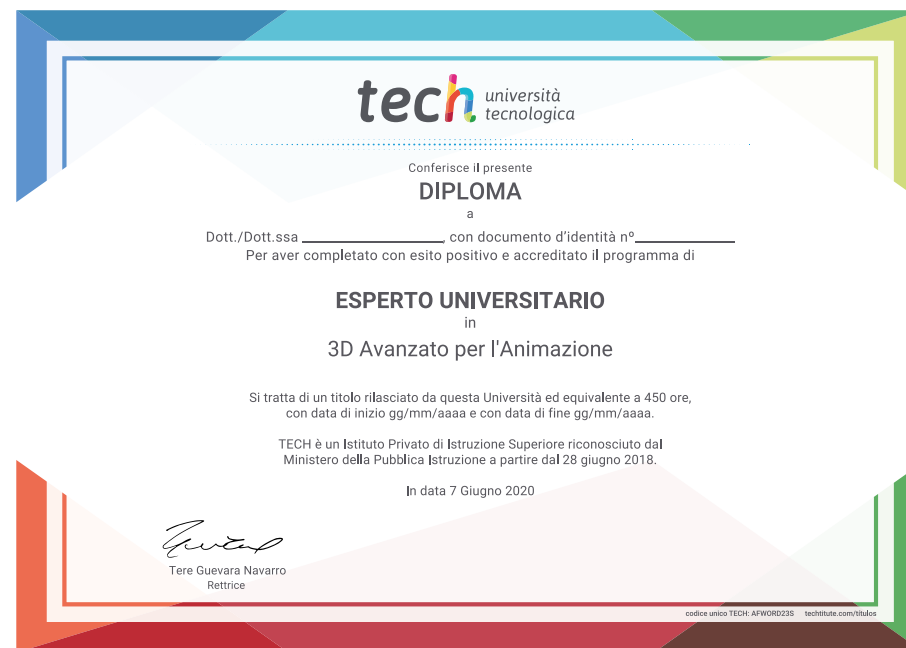 tech università
tecnologica
Conferisce il presente
DIPLOMA
a
Dott./Dott.ssa ____________________, con documento d'identità nº______________
Per aver completato con esito positivo e accreditato il programma di
ESPERTO UNIVERSITARIO
in
3D Avanzato per l'Animazione
Si tratta di un titolo rilasciato da questa Università ed equivalente a 450 ore,
con data di inizio gg/mm/aaaa e con data di fine gg/mm/aaaa.
TECH è un Istituto Privato di Istruzione Superiore riconosciuto dal
Ministero della Pubblica Istruzione a partire dal 28 giugno 2018.
In data 7 Giugno 2020
Tere Guevara Navarro
Rettrice
codice unico TECH: AFWORD23S techtitute.com/títulos